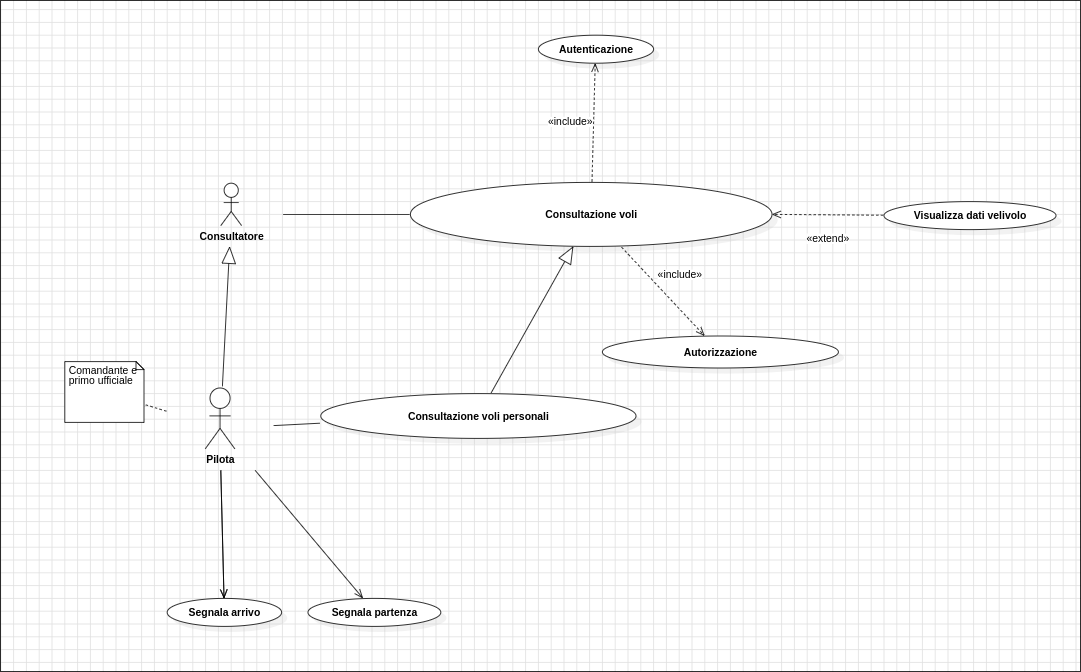 Autenticazione
«include»
Consultazione voli
Visualizza dati velivolo
Consultatore
«extend»
«include»
Autorizzazione
Comandante e
primo ufficiale
Consultazione voli personali
Pilota
Segnala arrivo
Segnala partenza